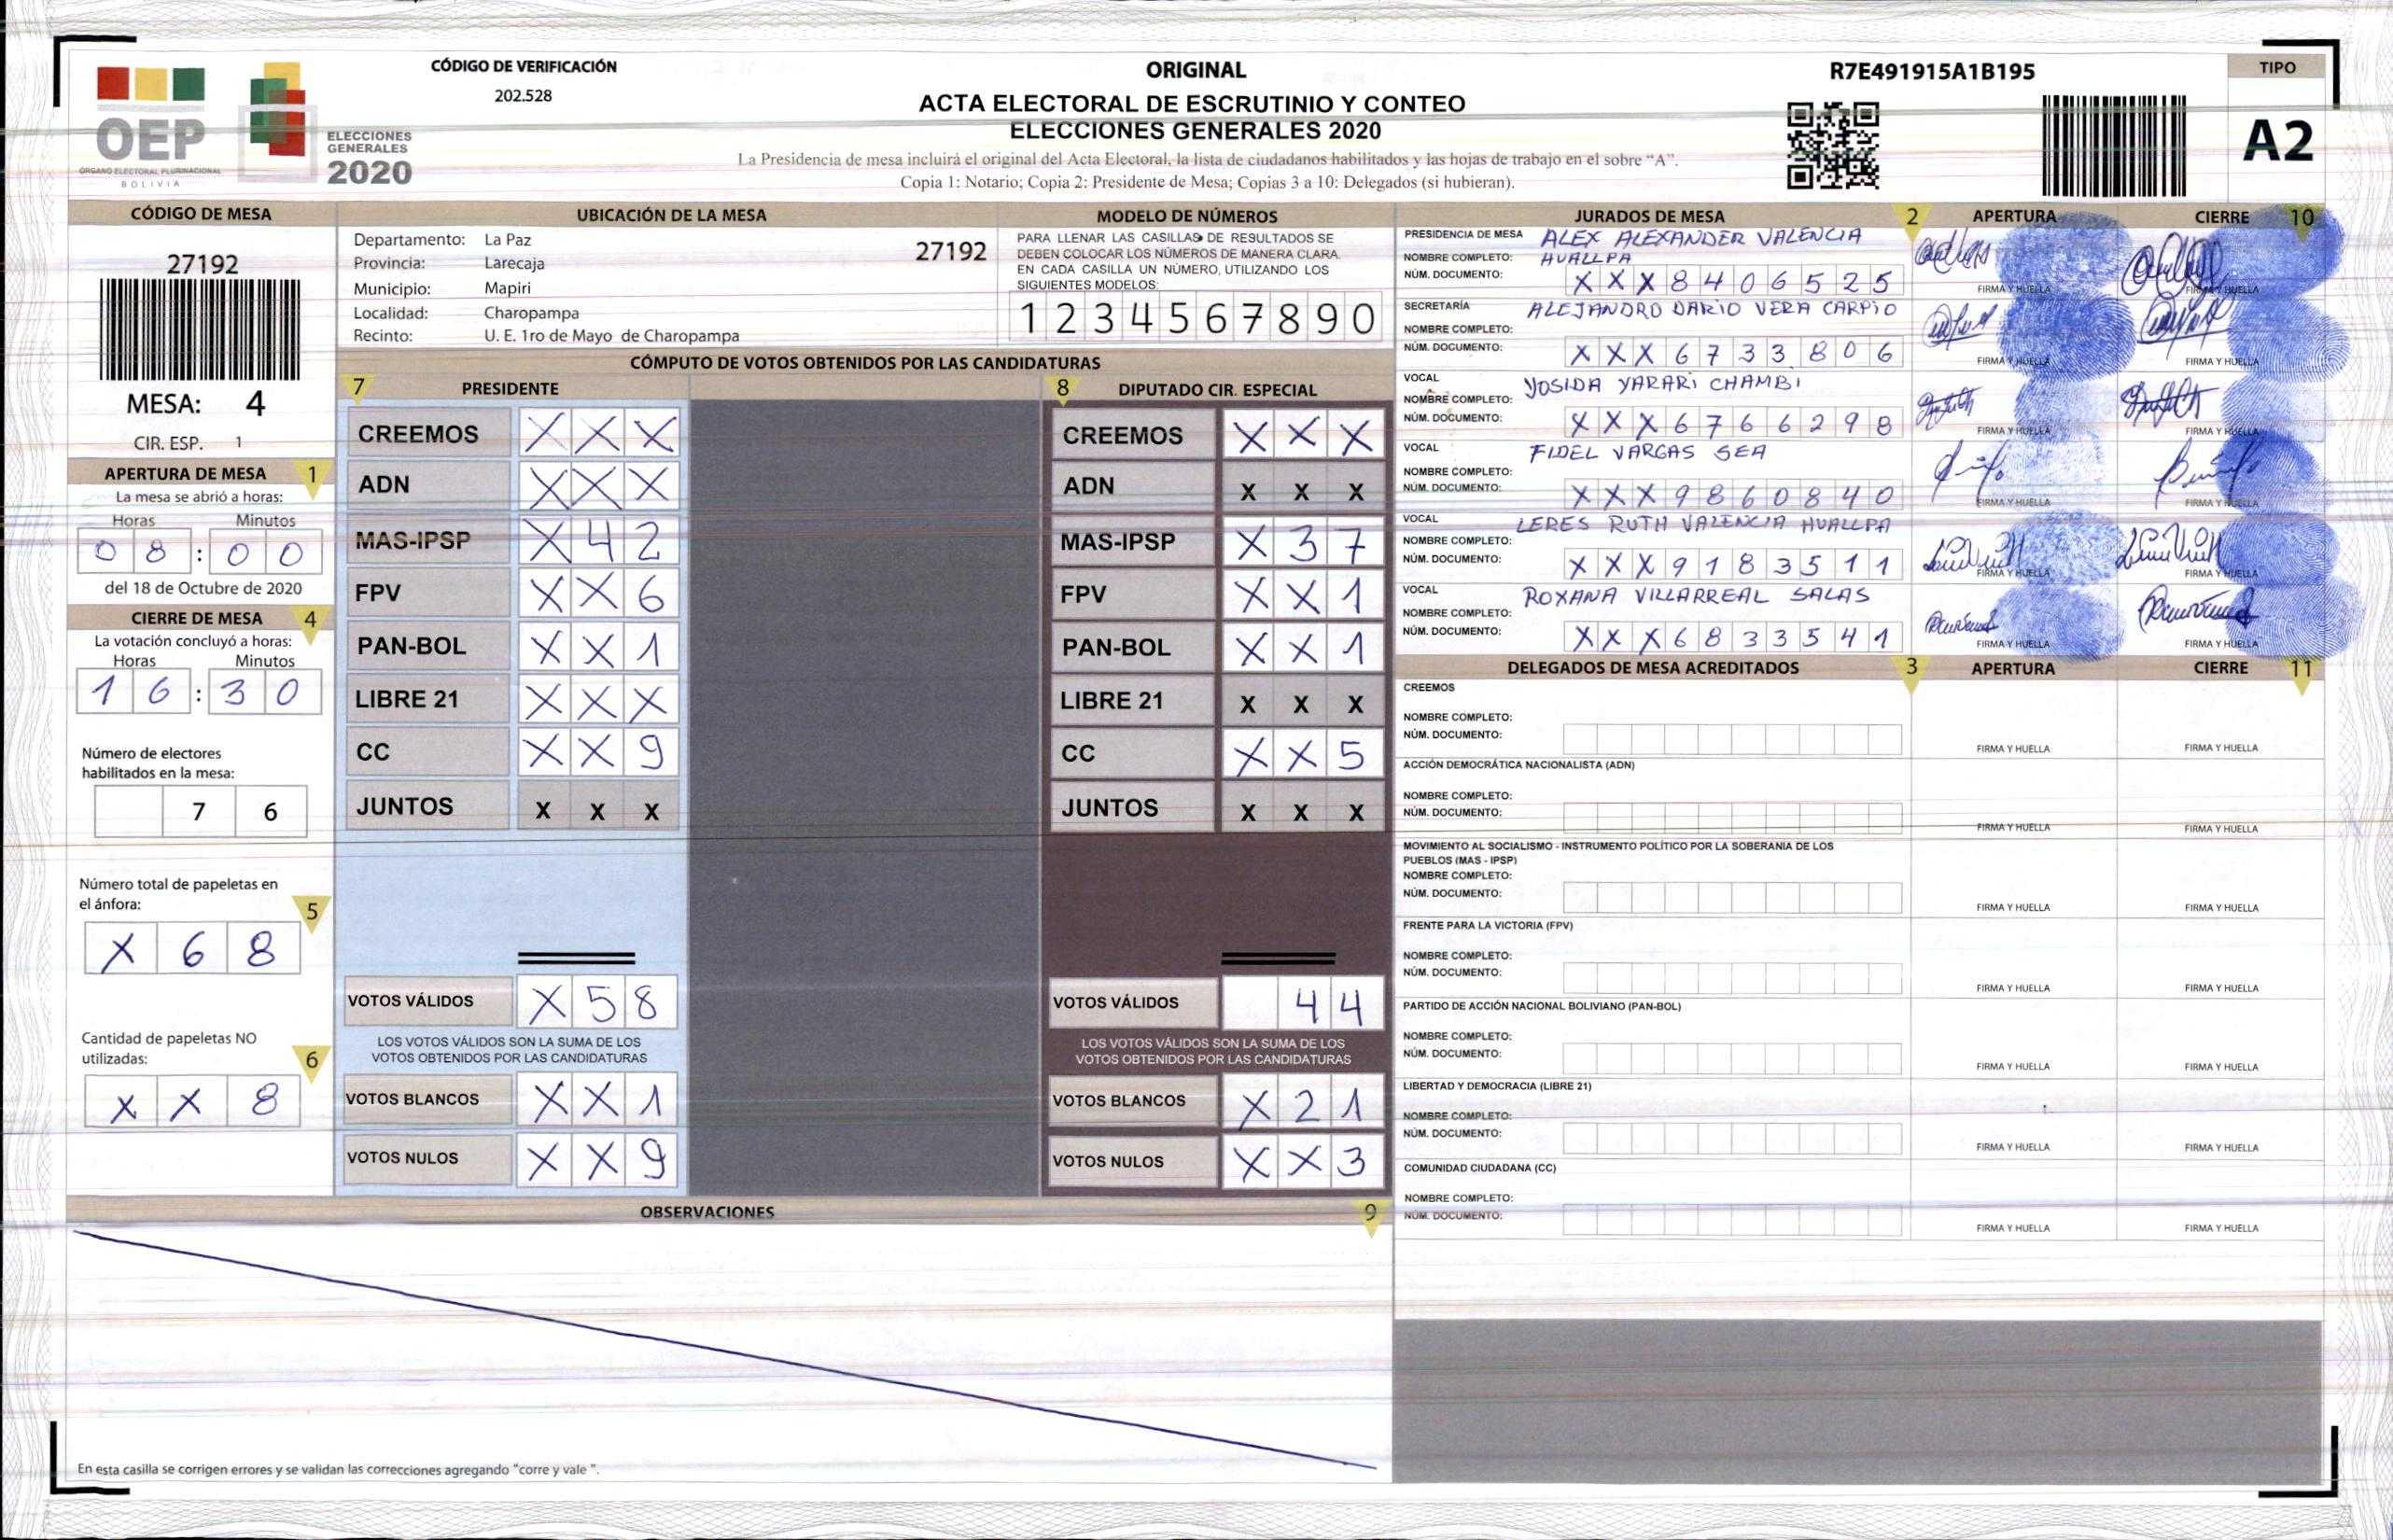 CÓDIGO DE VERIFICACIÓN
202.528
OEP
ÓRGANO ELECTORAL PLURINACIONAL
BOLIVIA
ELECCIONES
GENERALES
2020
ORIGINAL
ACTA ELECTORAL DE ESCRUTINIO Y CONTEO
ELECCIONES GENERALES 2020
La Presidencia de mesa incluirá el original del Acta Electoral, la lista de ciudadanos habilitados y las hojas de trabajo en el sobre “A”.
Copia 1: Notario; Copia 2: Presidente de Mesa; Copias 3 a 10: Delegados (si hubieran).
R7E491915A1B195
TIPO
A2
CÓDIGO DE MESA
27192
MESA: 4
CIR. ESP. 1
APERTURA DE MESA 1
La mesa se abrió a horas:
Horas Minutos
0 8 : 0 0
del 18 de Octubre de 2020
CIERRE DE MESA 4
La votación concluyó a horas:
Horas Minutos
1 6 : 3 0
Número de electores
habilitados en la mesa:
7 6
Número total de papeletas en
el ánfora: 5
X 6 8
Cantidad de papeletas NO
utilizadas: 6
X X 8
UBICACIÓN DE LA MESA
Departamento: La Paz 27192
Provincia: Larecaja
Municipio: Mapiri
Localidad: Charopampa
Recinto: U. E. 1ro de Mayo de Charopampa
MODELO DE NÚMEROS
PARA LLENAR LAS CASILLAS DE RESULTADOS SE
DEBEN COLOCAR LOS NÚMEROS DE MANERA CLARA.
EN CADA CASILLA UN NÚMERO, UTILIZANDO LOS
SIGUIENTES MODELOS:
1 2 3 4 5 6 7 8 9 0
CÓMPUTO DE VOTOS OBTENIDOS POR LAS CANDIDATURAS
7 PRESIDENTE
CREEMOS X X X
ADN X X X
MAS-IPSP X 4 2
FPV X X 6
PAN-BOL X X 1
LIBRE 21 X X X
CC X X 9
JUNTOS X X X
VOTOS VÁLIDOS X 5 8
LOS VOTOS VÁLIDOS SON LA SUMA DE LOS
VOTOS OBTENIDOS POR LAS CANDIDATURAS
VOTOS BLANCOS X X 1
VOTOS NULOS X X 9
8 DIPUTADO CIR. ESPECIAL
CREEMOS X X X
ADN X X X
MAS-IPSP X 3 7
FPV X X 1
PAN-BOL X X 1
LIBRE 21 X X X
CC X X 5
JUNTOS X X X
VOTOS VÁLIDOS 4 4
LOS VOTOS VÁLIDOS SON LA SUMA DE LOS
VOTOS OBTENIDOS POR LAS CANDIDATURAS
VOTOS BLANCOS X 2 1
VOTOS NULOS X X 3
OBSERVACIONES 9
En esta casilla se corrigen errores y se validan las correcciones agregando "corre y vale ".
JURADOS DE MESA 2 APERTURA CIERRE 10
PRESIDENCIA DE MESA ALEX ALEXANDER VALENCIA
NOMBRE COMPLETO: HUALLPA
NÚM. DOCUMENTO: X X X 8 4 0 6 5 2 5 FIRMA Y HUELLA FIRMA Y HUELLA
SECRETARÍA ALEJANDRO DARIO VERA CARPIO
NOMBRE COMPLETO:
NÚM. DOCUMENTO: X X X 6 7 3 3 8 0 6 FIRMA Y HUELLA FIRMA Y HUELLA
VOCAL YOSIDA YARARI CHAMBI
NOMBRE COMPLETO:
NÚM. DOCUMENTO: X X X 6 7 6 6 2 9 8 FIRMA Y HUELLA FIRMA Y HUELLA
VOCAL FIDEL VARGAS SEA
NOMBRE COMPLETO:
NÚM. DOCUMENTO: X X X 9 8 6 0 8 4 0 FIRMA Y HUELLA FIRMA Y HUELLA
VOCAL LERES RUTH VALENCIA HUALLPA
NOMBRE COMPLETO:
NÚM. DOCUMENTO: X X X 9 1 8 3 5 1 1 FIRMA Y HUELLA FIRMA Y HUELLA
VOCAL ROXANA VILLARREAL SALAS
NOMBRE COMPLETO:
NÚM. DOCUMENTO: X X X 6 8 3 3 5 4 1 FIRMA Y HUELLA FIRMA Y HUELLA
DELEGADOS DE MESA ACREDITADOS 3 APERTURA CIERRE 11
CREEMOS
NOMBRE COMPLETO:
NÚM. DOCUMENTO: FIRMA Y HUELLA FIRMA Y HUELLA
ACCIÓN DEMOCRÁTICA NACIONALISTA (ADN)
NOMBRE COMPLETO:
NÚM. DOCUMENTO: FIRMA Y HUELLA FIRMA Y HUELLA
MOVIMIENTO AL SOCIALISMO - INSTRUMENTO POLÍTICO POR LA SOBERANIA DE LOS
PUEBLOS (MAS - IPSP)
NOMBRE COMPLETO:
NÚM. DOCUMENTO: FIRMA Y HUELLA FIRMA Y HUELLA
FRENTE PARA LA VICTORIA (FPV)
NOMBRE COMPLETO:
NÚM. DOCUMENTO: FIRMA Y HUELLA FIRMA Y HUELLA
PARTIDO DE ACCIÓN NACIONAL BOLIVIANO (PAN-BOL)
NOMBRE COMPLETO:
NÚM. DOCUMENTO: FIRMA Y HUELLA FIRMA Y HUELLA
LIBERTAD Y DEMOCRACIA (LIBRE 21)
NOMBRE COMPLETO:
NÚM. DOCUMENTO: FIRMA Y HUELLA FIRMA Y HUELLA
COMUNIDAD CIUDADANA (CC)
NOMBRE COMPLETO:
NÚM. DOCUMENTO: FIRMA Y HUELLA FIRMA Y HUELLA